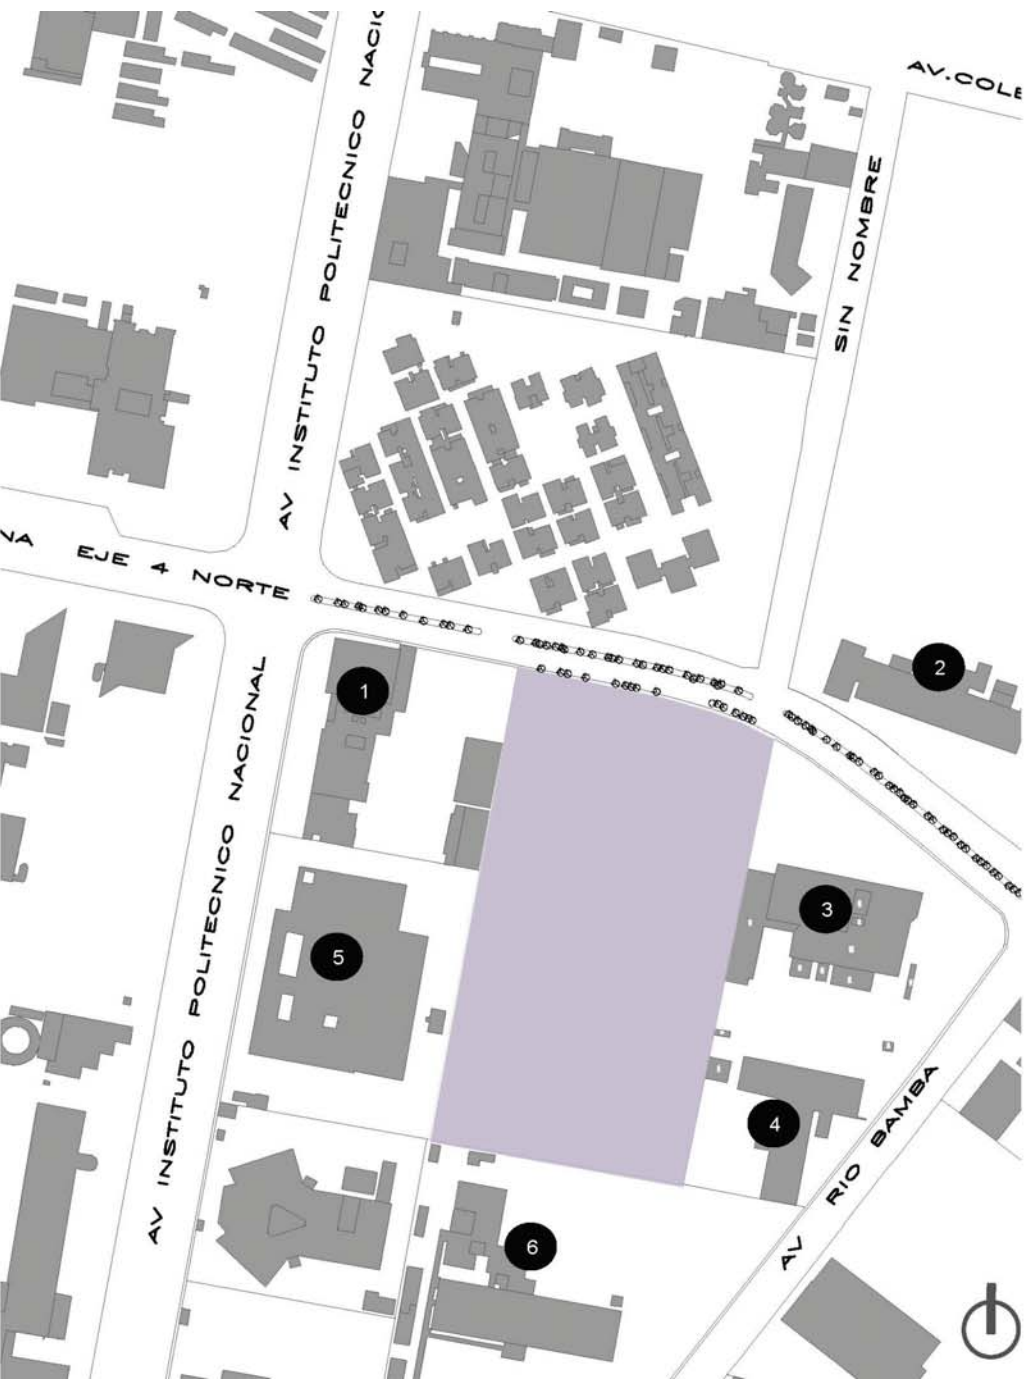 AV INSTITUTO POLITECNICO NACIO
AV.COLE
SIN NOMBRE
NA EJE 4 NORTE
AV INSTITUTO POLITECNICO NACIONAL
1
2
3
5
4
AV RIO BAMBA
6